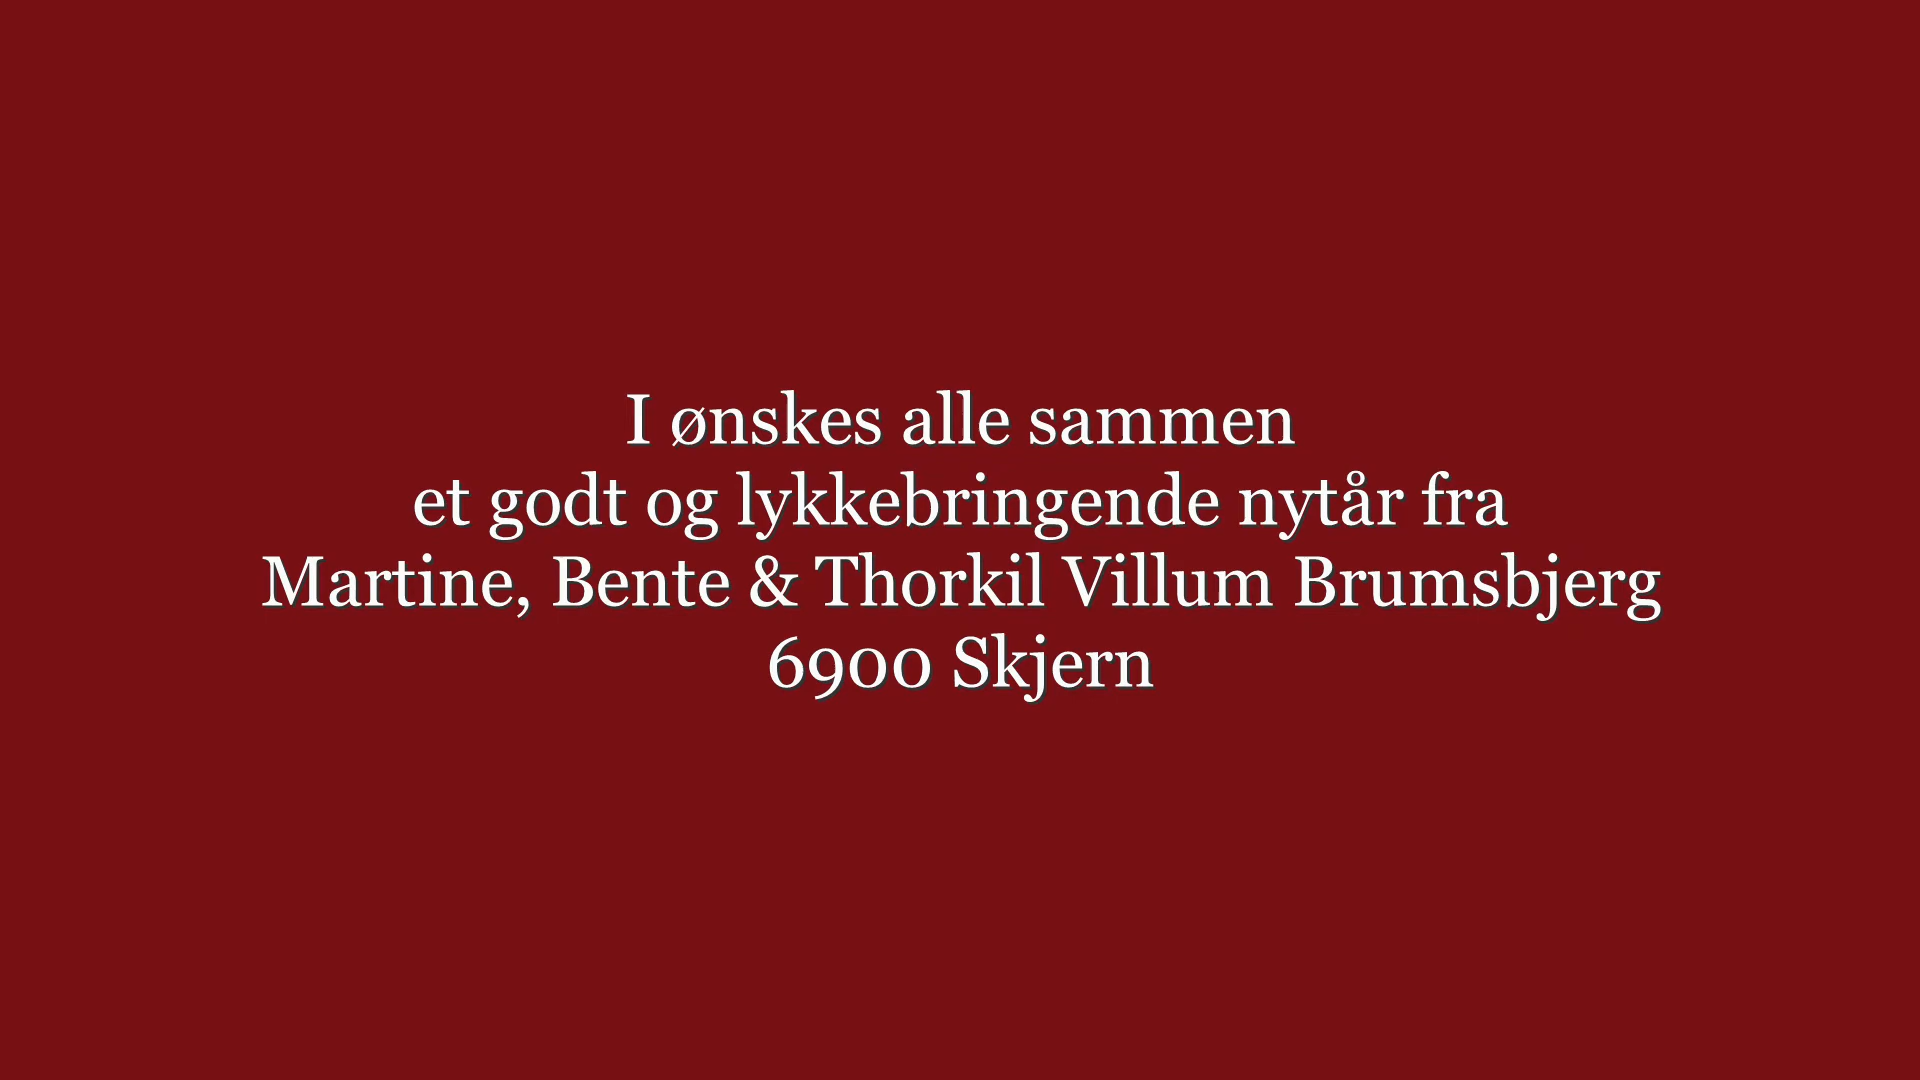 I ønskes alle sammen
et godt og lykkebringende nytår fra
Martine, Bente & Thorkil Villum Brumsbjerg
6900 Skjern